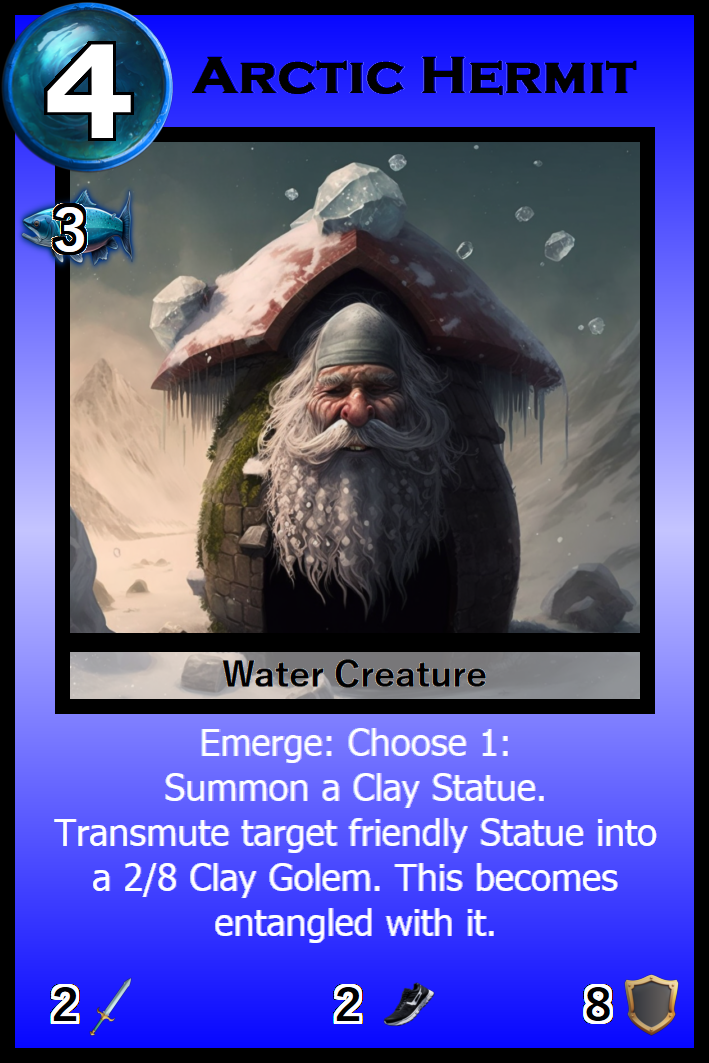 4
Arctic Hermit
3
Water Creature
Emerge: Choose 1:
Summon a Clay Statue.
Transmute target friendly Statue into
a 2/8 Clay Golem. This becomes
entangled with it.
2 2 8